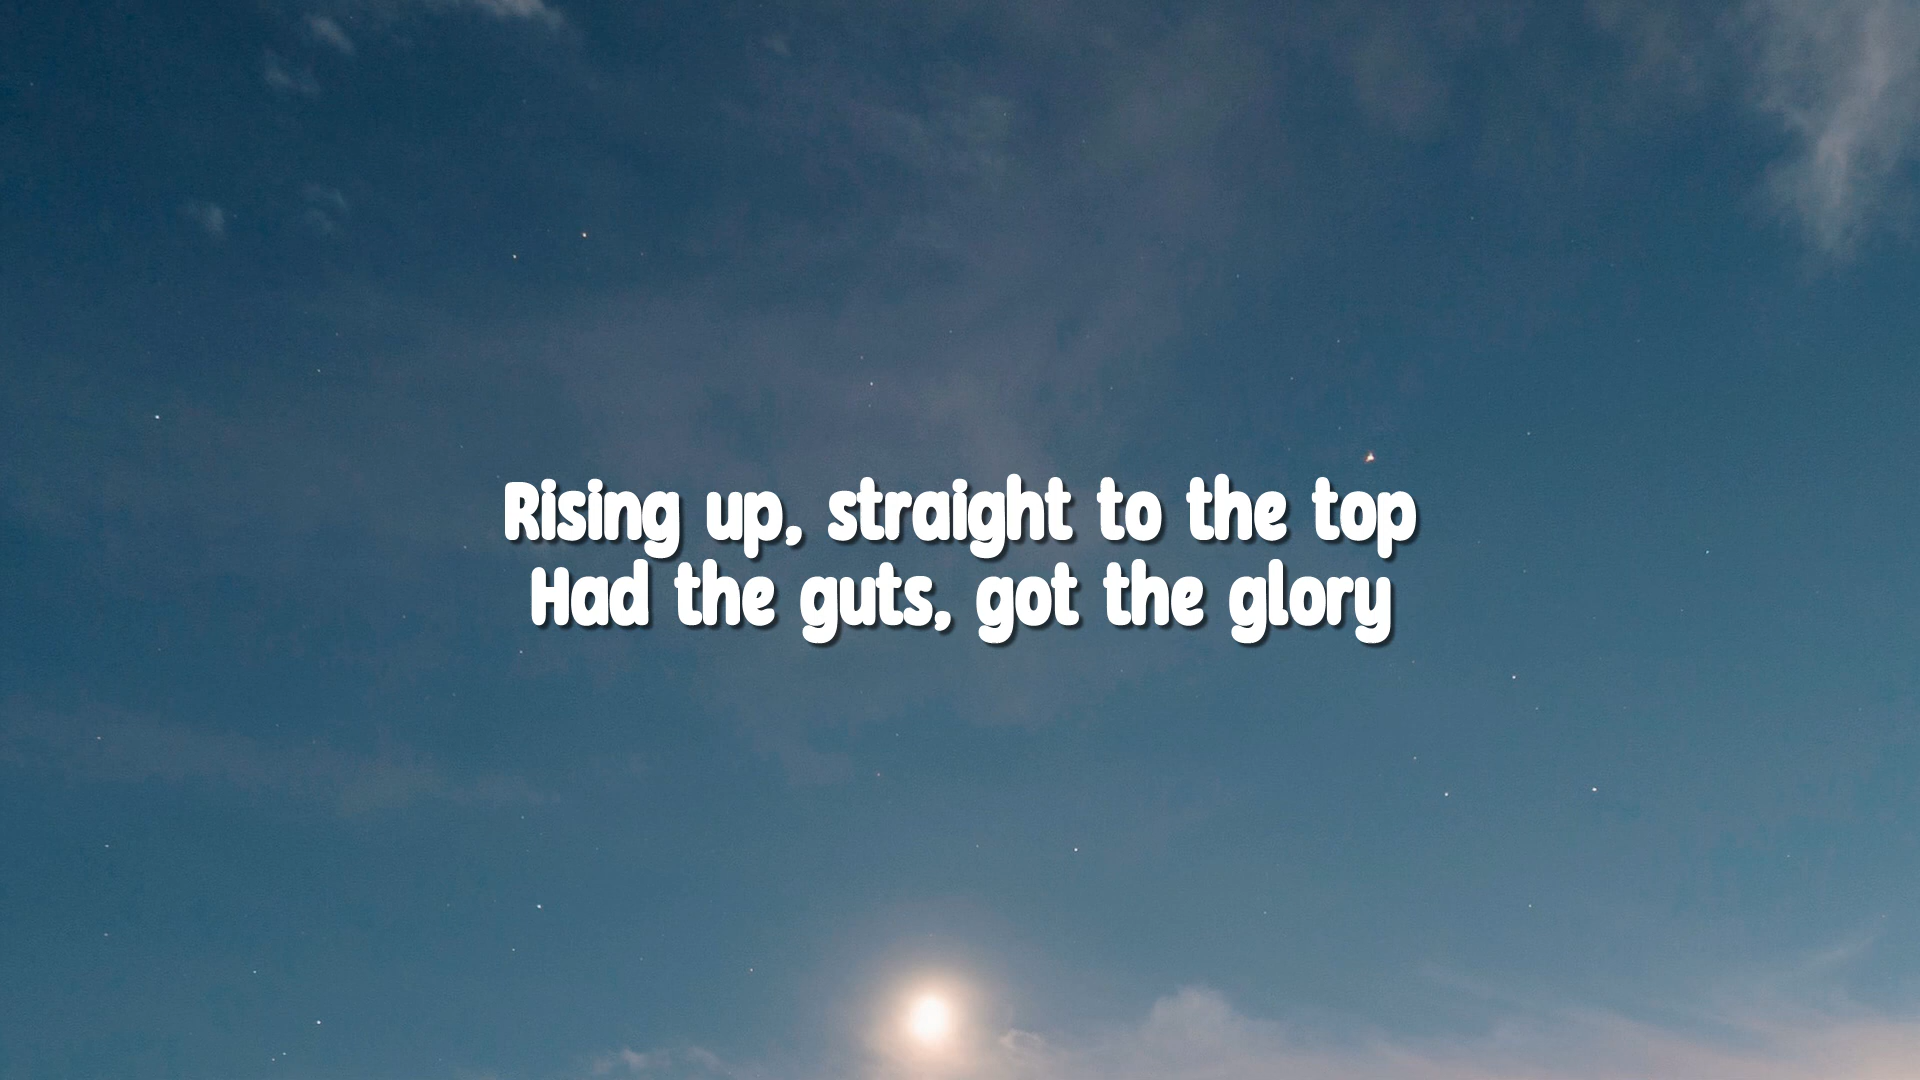 Rising up, straight to the top
Had the guts, got the glory